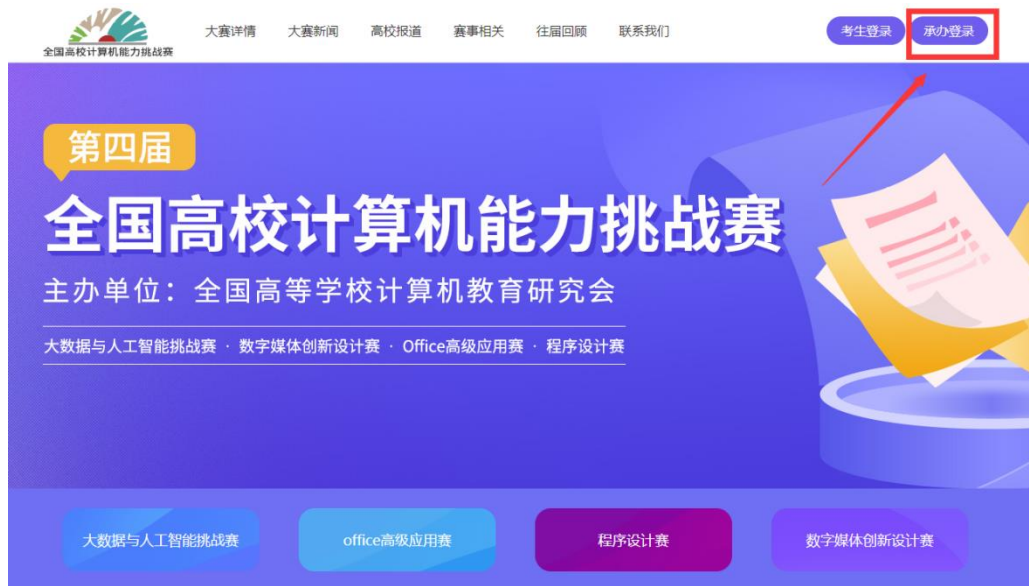 全国高校计算机能力挑战赛
大赛详情 大赛新闻 高校报道 赛事相关 往届回顾 联系我们 考生登录 承办登录
第四届
全国高校计算机能力挑战赛
主办单位：全国高等学校计算机教育研究会
大数据与人工智能挑战赛 · 数字媒体创新设计赛 · Office高级应用赛 · 程序设计赛
大数据与人工智能挑战赛 office高级应用赛 程序设计赛 数字媒体创新设计赛